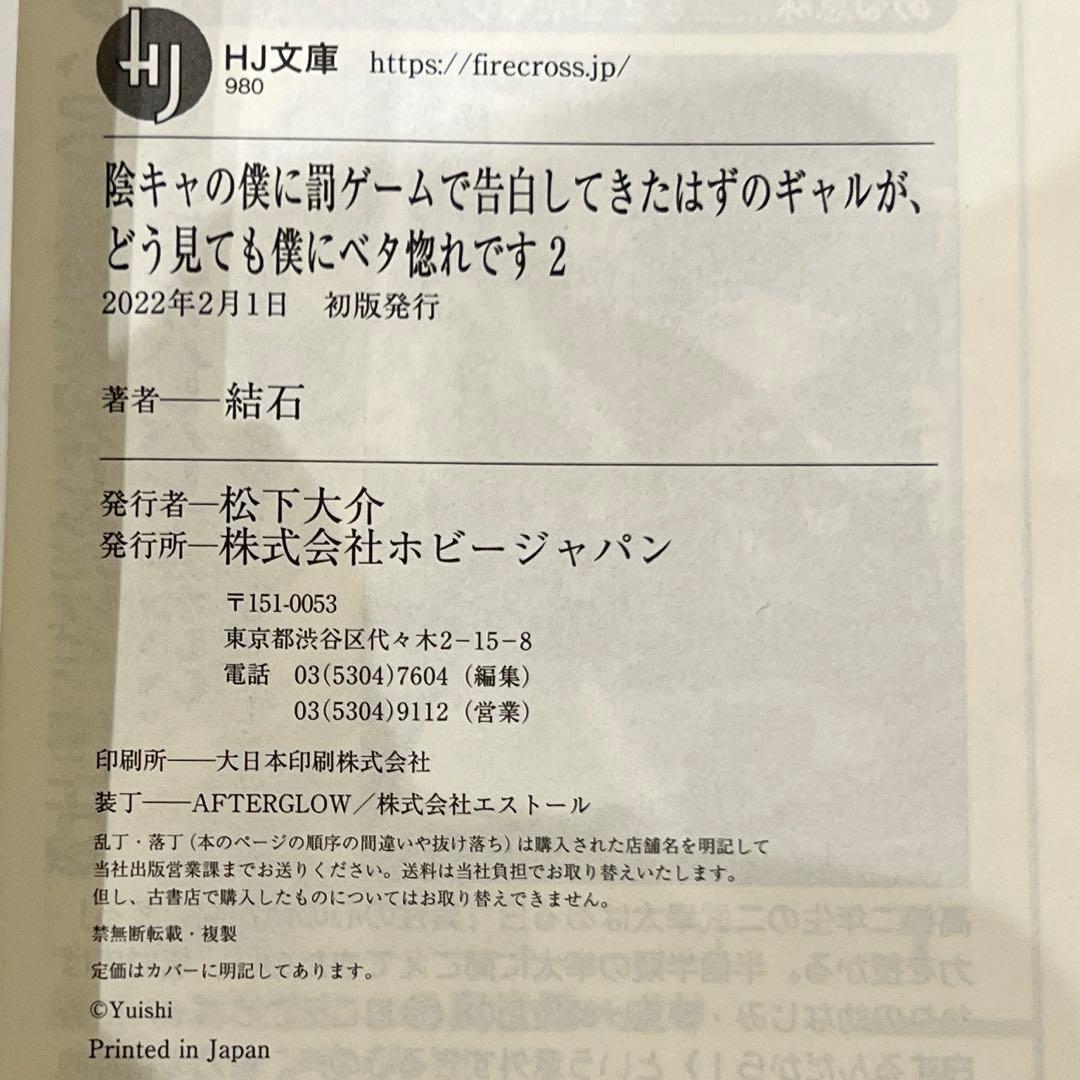 HJ
HJ文庫 https://firecross.jp/
980
陰キャの僕に罰ゲームで告白してきたはずのギャルが、
どう見ても僕にベタ惚れです 2
2022年2月1日 初版発行
著者――結石
発行者―松下大介
発行所―株式会社ホビージャパン
〒151-0053
東京都渋谷区代々木2−15−8
電話 03(5304)7604（編集）
03(5304)9112（営業）
印刷所――大日本印刷株式会社
装丁――AFTERGLOW／株式会社エストール
乱丁・落丁（本のページの順序の間違いや抜け落ち）は購入された店舗名を明記して
当社出版営業課までお送りください。送料は当社負担でお取り替えいたします。
但し、古書店で購入したものについてはお取り替えできません。
禁無断転載・複製
定価はカバーに明記してあります。
©Yuishi
Printed in Japan